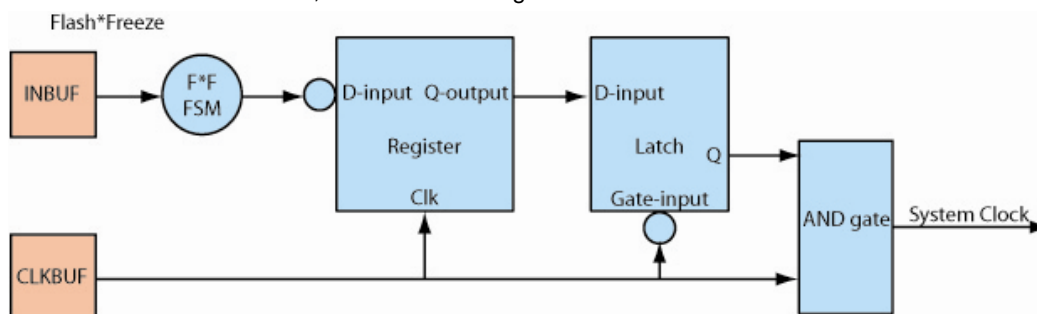 Flash*Freeze
INBUF
F*F
FSM
D-input Q-output
Register
Clk
D-input
Latch
Q
Gate-input
AND gate
System Clock
CLKBUF